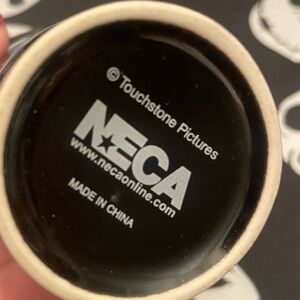 © Touchstone Pictures
NECA
www.necaonline.com
MADE IN CHINA